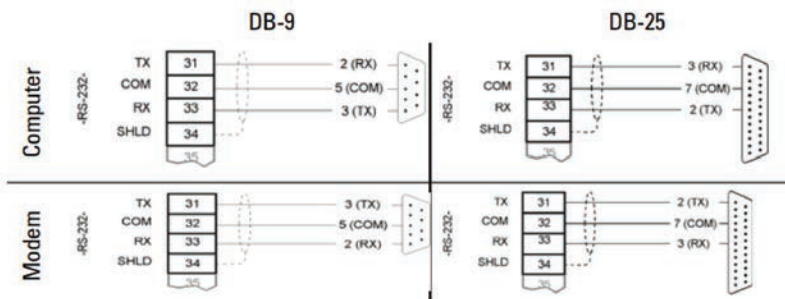 DB-9
DB-25
Computer
-RS-232-
TX 31 2 (RX)
COM 32 5 (COM)
RX 33 3 (TX)
SHLD 34
35
-RS-232-
TX 31 3 (RX)
COM 32 7 (COM)
RX 33 2 (TX)
SHLD 34
35
Modem
-RS-232-
TX 31 3 (TX)
COM 32 5 (COM)
RX 33 2 (RX)
SHLD 34
35
-RS-232-
TX 31 2 (TX)
COM 32 7 (COM)
RX 33 3 (RX)
SHLD 34
35